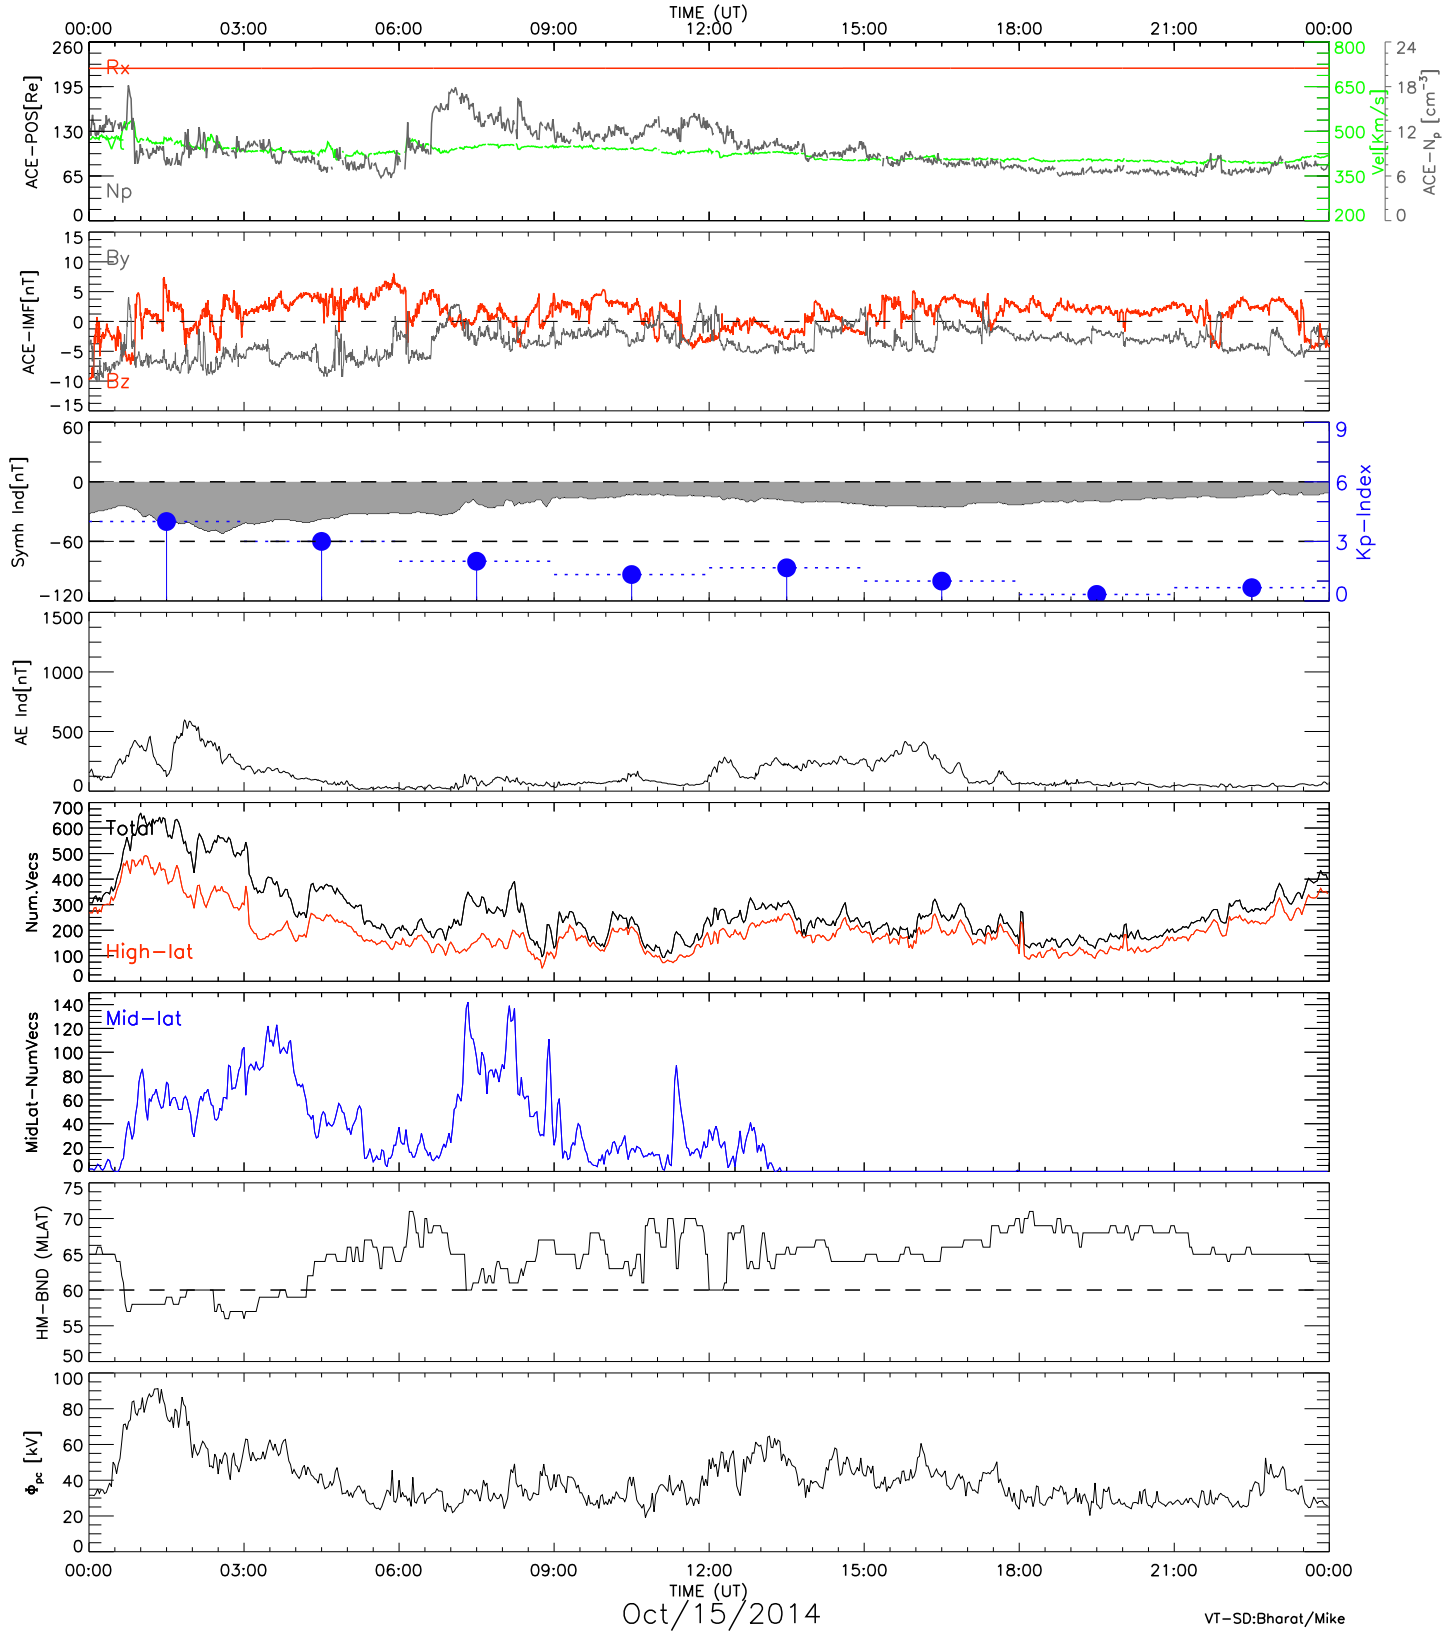 TIME (UT)
00:00 03:00 06:00 09:00 12:00 15:00 18:00 21:00 00:00
ACE-POS[Re]
260
195
130
65
0
Rx
Np
800
650
500
350
200
Vel[Km/s]
24
18
12
6
0
ACE-Np [cm-3]
ACE-IMF[nT]
15
10
5
0
-5
-10
-15
By
Bz
Symh Ind[nT]
60
0
-60
-120
9
6
3
0
Kp-Index
AE Ind[nT]
1500
1000
500
0
Num.Vecs
700
600
500
400
300
200
100
0
Total
High-lat
MidLat-NumVecs
140
120
100
80
60
40
20
0
Mid-lat
HM-BND (MLAT)
75
70
65
60
55
50
Φpc [kV]
100
80
60
40
20
0
00:00 03:00 06:00 09:00 12:00 15:00 18:00 21:00 00:00
TIME (UT)
Oct/15/2014
VT-SD:Bharat/Mike